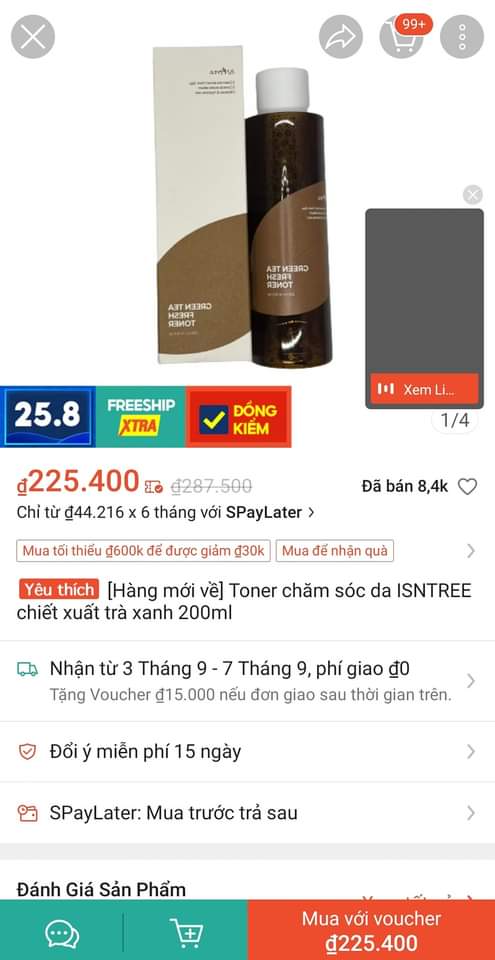 99+
GREEN TEA
FRESH
TONER
GREEN TEA
FRESH
TONER
Xem Li...
1/4
25.8
FREESHIP
XTRA
ĐỒNG
KIỂM
₫225.400 ₫287.500 Đã bán 8,4k
Chỉ từ ₫44.216 x 6 tháng với SPayLater >
Mua tối thiểu ₫600k để được giảm ₫30k Mua để nhận quà
Yêu thích [Hàng mới về] Toner chăm sóc da ISNTREE
chiết xuất trà xanh 200ml
Nhận từ 3 Tháng 9 - 7 Tháng 9, phí giao ₫0
Tặng Voucher ₫15.000 nếu đơn giao sau thời gian trên.
Đổi ý miễn phí 15 ngày
SPayLater: Mua trước trả sau
Đánh Giá Sản Phẩm
Mua với voucher
₫225.400